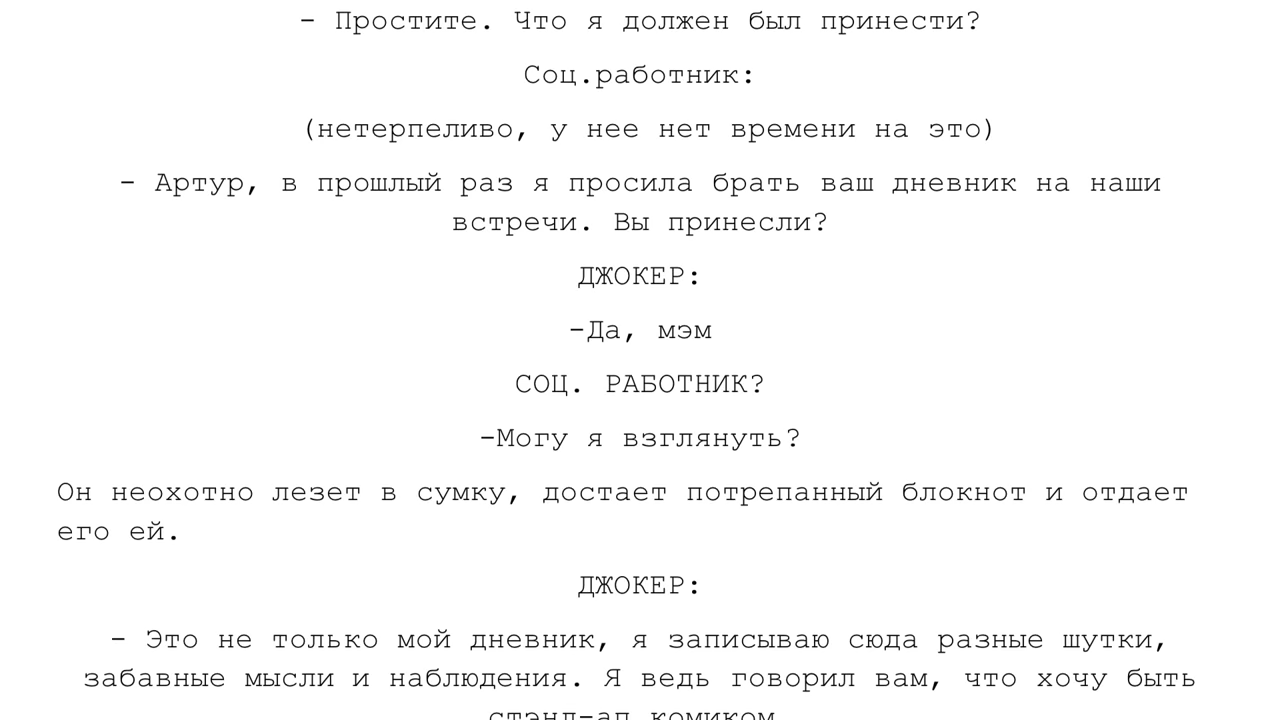 - Простите. Что я должен был принести?
Соц.работник:
(нетерпеливо, у нее нет времени на это)
- Артур, в прошлый раз я просила брать ваш дневник на наши
встречи. Вы принесли?
ДЖОКЕР:
-Да, мэм
СОЦ. РАБОТНИК?
-Могу я взглянуть?
Он неохотно лезет в сумку, достает потрепанный блокнот и отдает
его ей.
ДЖОКЕР:
- Это не только мой дневник, я записываю сюда разные шутки,
забавные мысли и наблюдения. Я ведь говорил вам, что хочу быть
стэнд-ап комиком